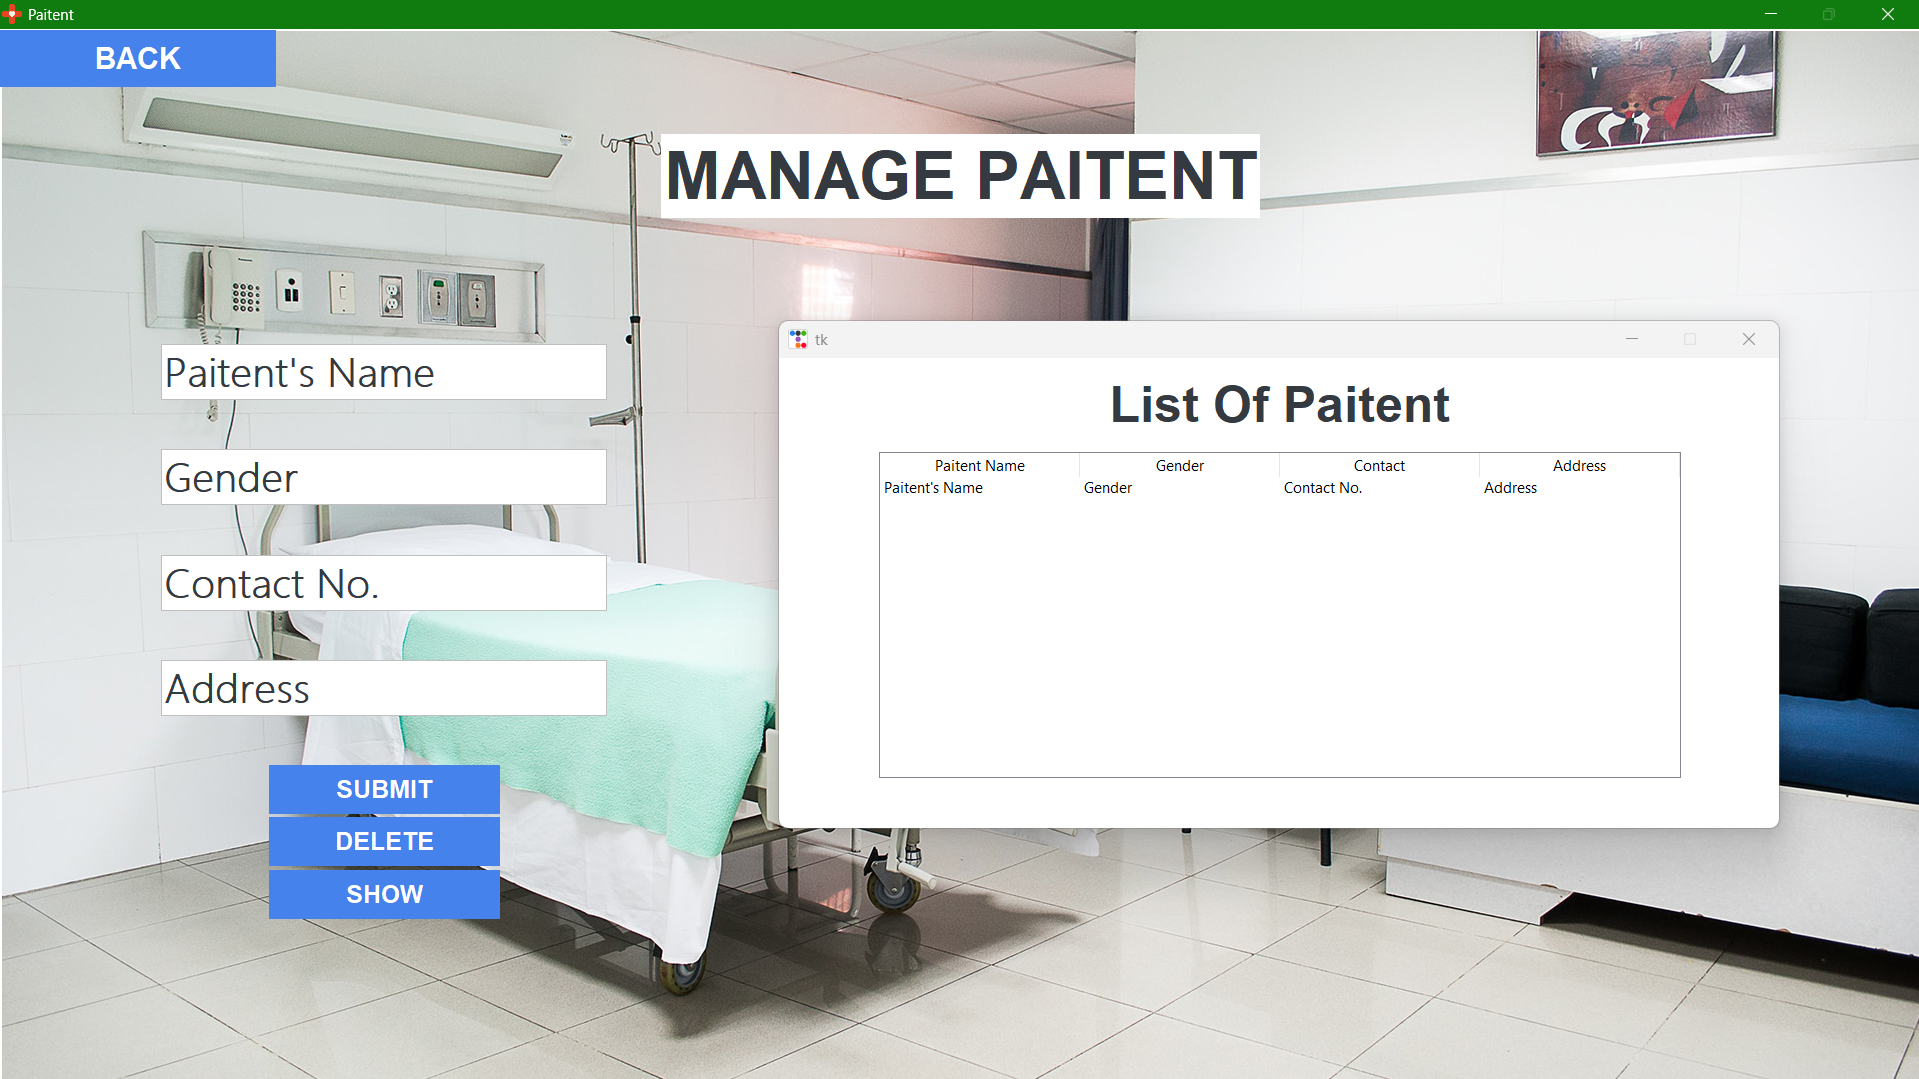 Paitent
BACK
MANAGE PAITENT
Paitent's Name
Gender
Contact No.
Address
SUBMIT
DELETE
SHOW
tk
List Of Paitent
Paitent Name Gender Contact Address
Paitent's Name Gender Contact No. Address